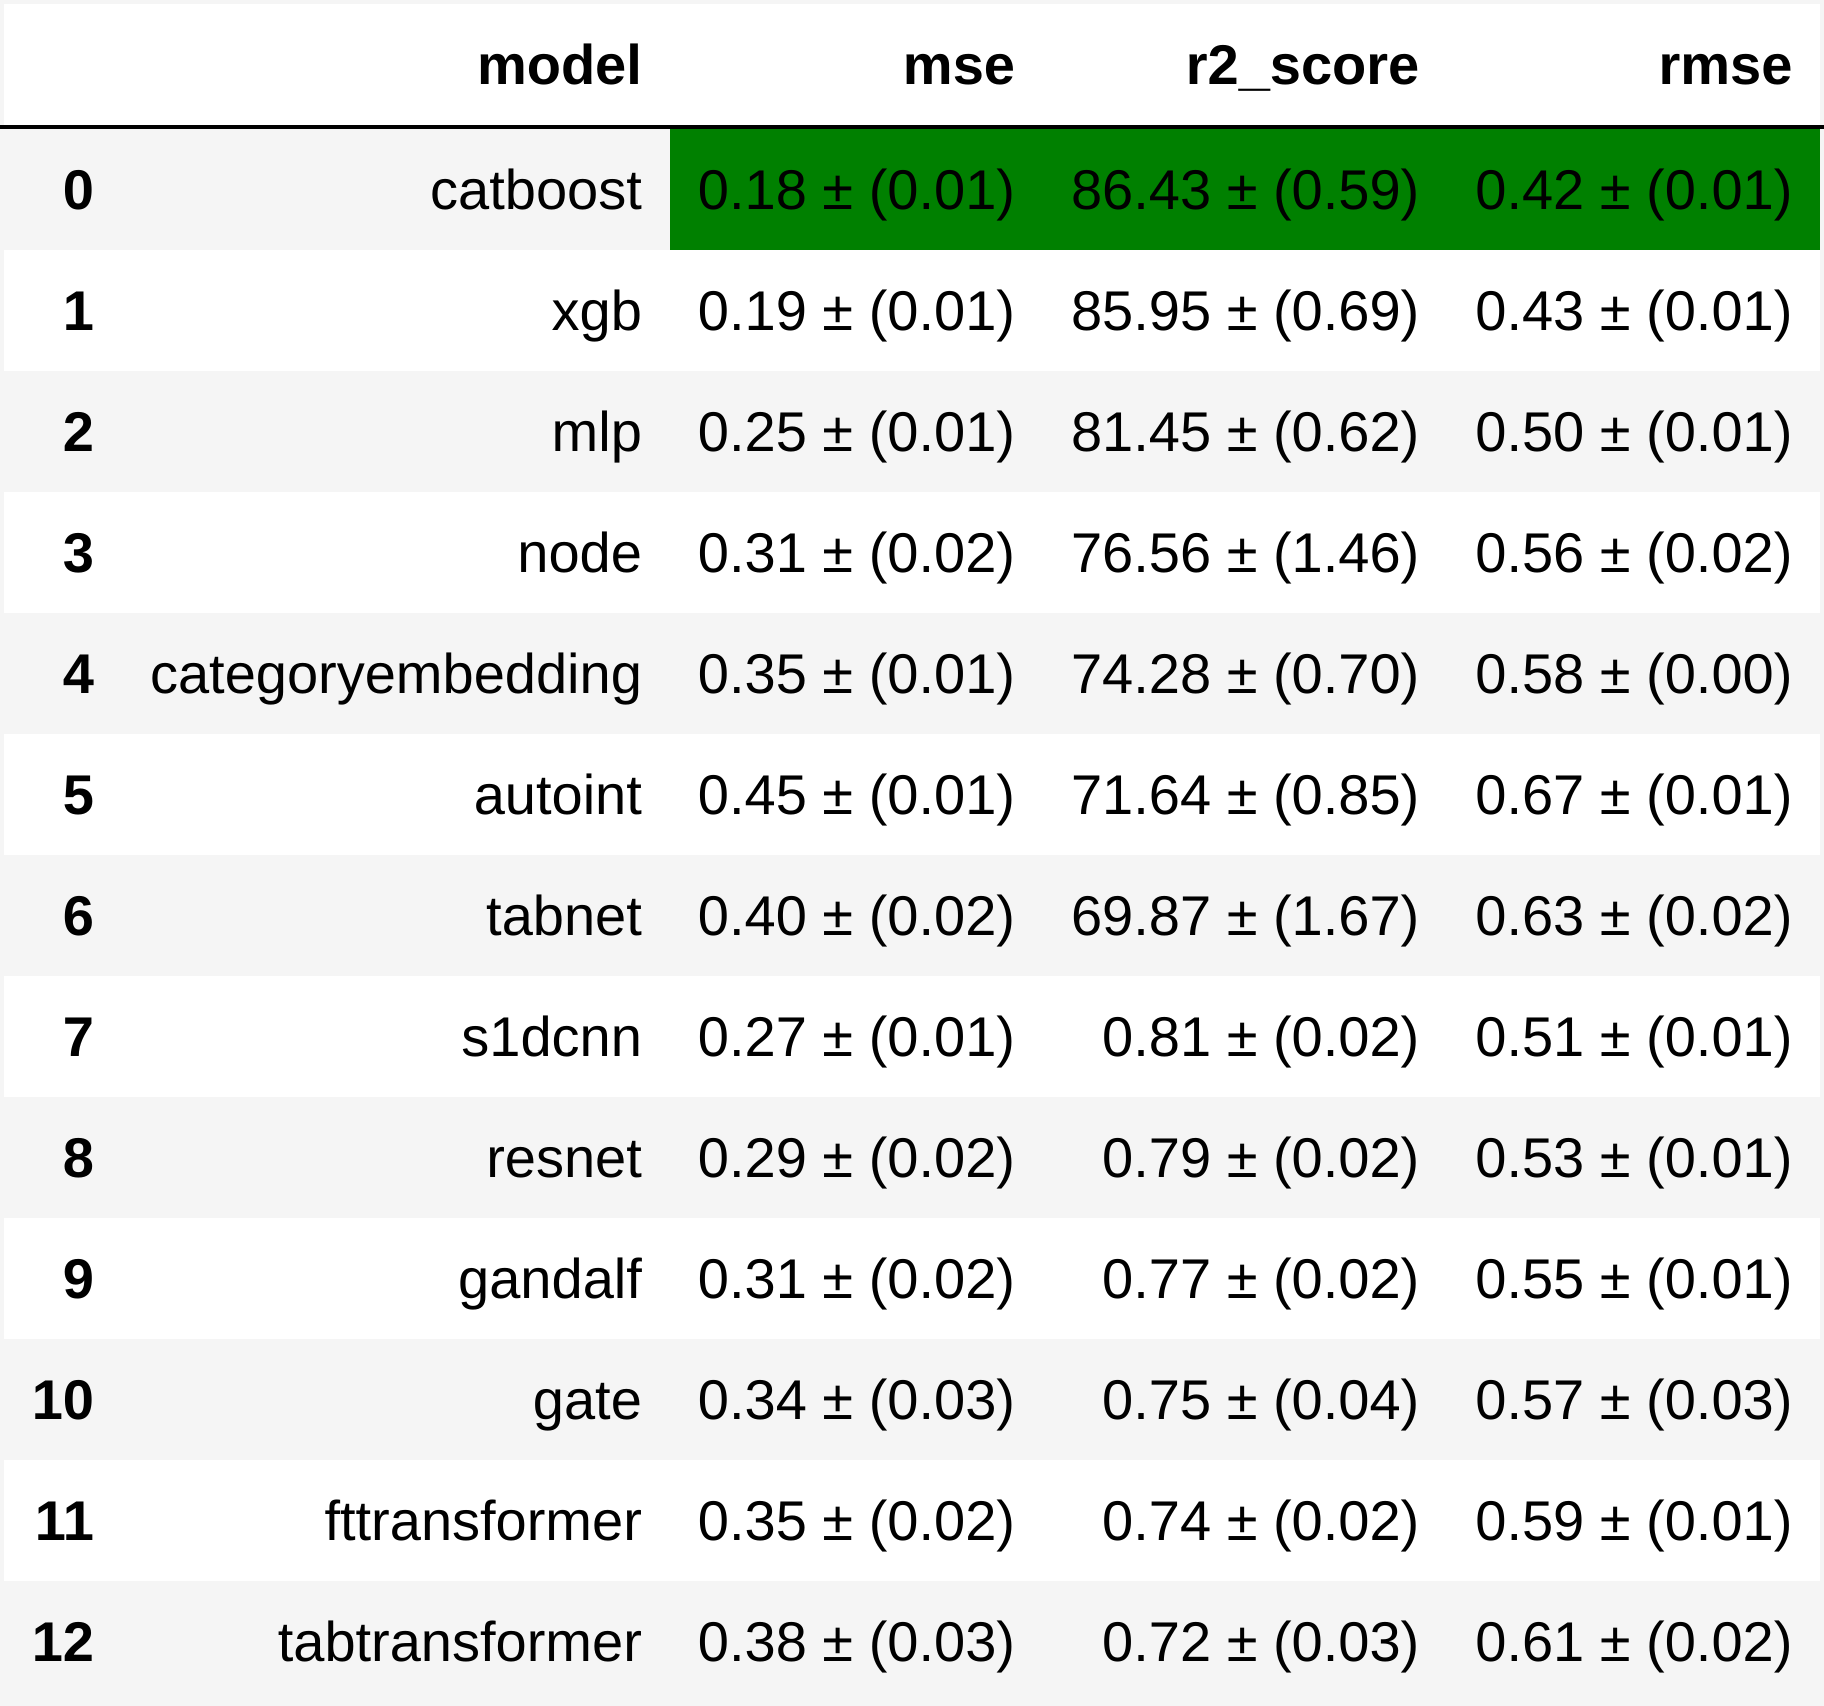 model mse r2_score rmse
0 catboost 0.18 ± (0.01) 86.43 ± (0.59) 0.42 ± (0.01)
1 xgb 0.19 ± (0.01) 85.95 ± (0.69) 0.43 ± (0.01)
2 mlp 0.25 ± (0.01) 81.45 ± (0.62) 0.50 ± (0.01)
3 node 0.31 ± (0.02) 76.56 ± (1.46) 0.56 ± (0.02)
4 categoryembedding 0.35 ± (0.01) 74.28 ± (0.70) 0.58 ± (0.00)
5 autoint 0.45 ± (0.01) 71.64 ± (0.85) 0.67 ± (0.01)
6 tabnet 0.40 ± (0.02) 69.87 ± (1.67) 0.63 ± (0.02)
7 s1dcnn 0.27 ± (0.01) 0.81 ± (0.02) 0.51 ± (0.01)
8 resnet 0.29 ± (0.02) 0.79 ± (0.02) 0.53 ± (0.01)
9 gandalf 0.31 ± (0.02) 0.77 ± (0.02) 0.55 ± (0.01)
10 gate 0.34 ± (0.03) 0.75 ± (0.04) 0.57 ± (0.03)
11 fttransformer 0.35 ± (0.02) 0.74 ± (0.02) 0.59 ± (0.01)
12 tabtransformer 0.38 ± (0.03) 0.72 ± (0.03) 0.61 ± (0.02)